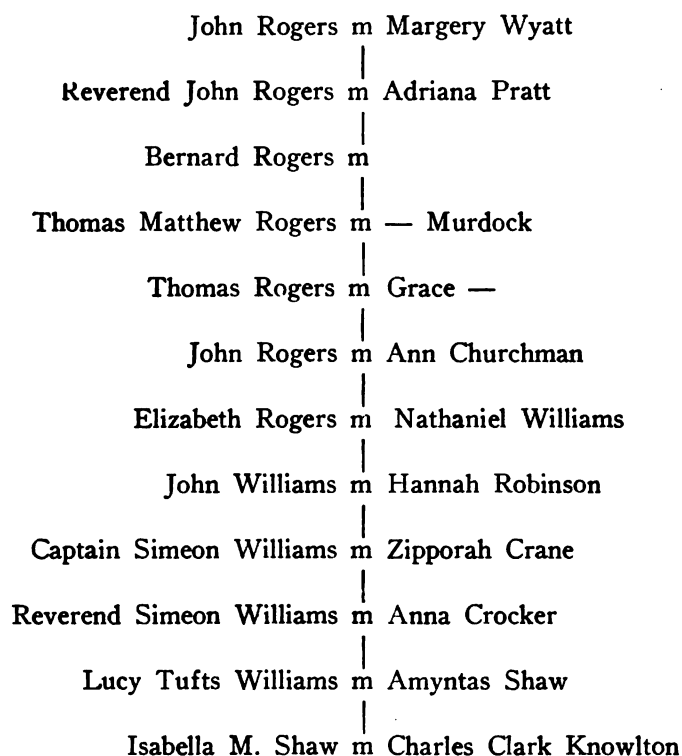 John Rogers m Margery Wyatt
Reverend John Rogers m Adriana Pratt
Bernard Rogers m
Thomas Matthew Rogers m — Murdock
Thomas Rogers m Grace —
John Rogers m Ann Churchman
Elizabeth Rogers m Nathaniel Williams
John Williams m Hannah Robinson
Captain Simeon Williams m Zipporah Crane
Reverend Simeon Williams m Anna Crocker
Lucy Tufts Williams m Amyntas Shaw
Isabella M. Shaw m Charles Clark Knowlton